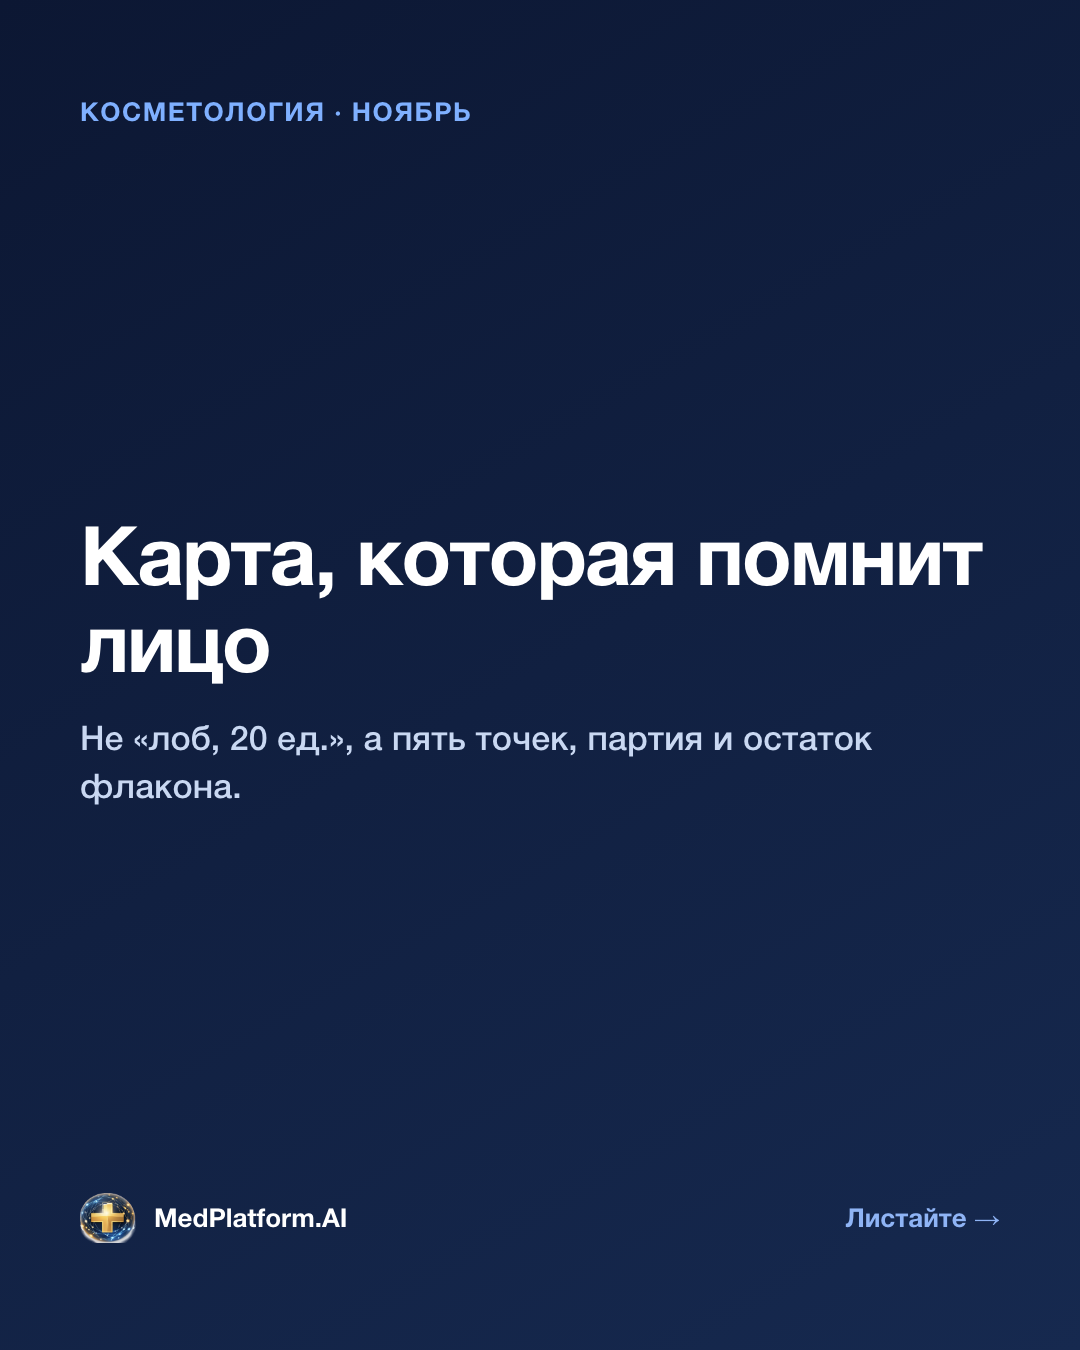 КОСМЕТОЛОГИЯ · НОЯБРЬ
Карта, которая помнит
лицо
Не «лоб, 20 ед.», а пять точек, партия и остаток
флакона.
MedPlatform.AI
Листайте →